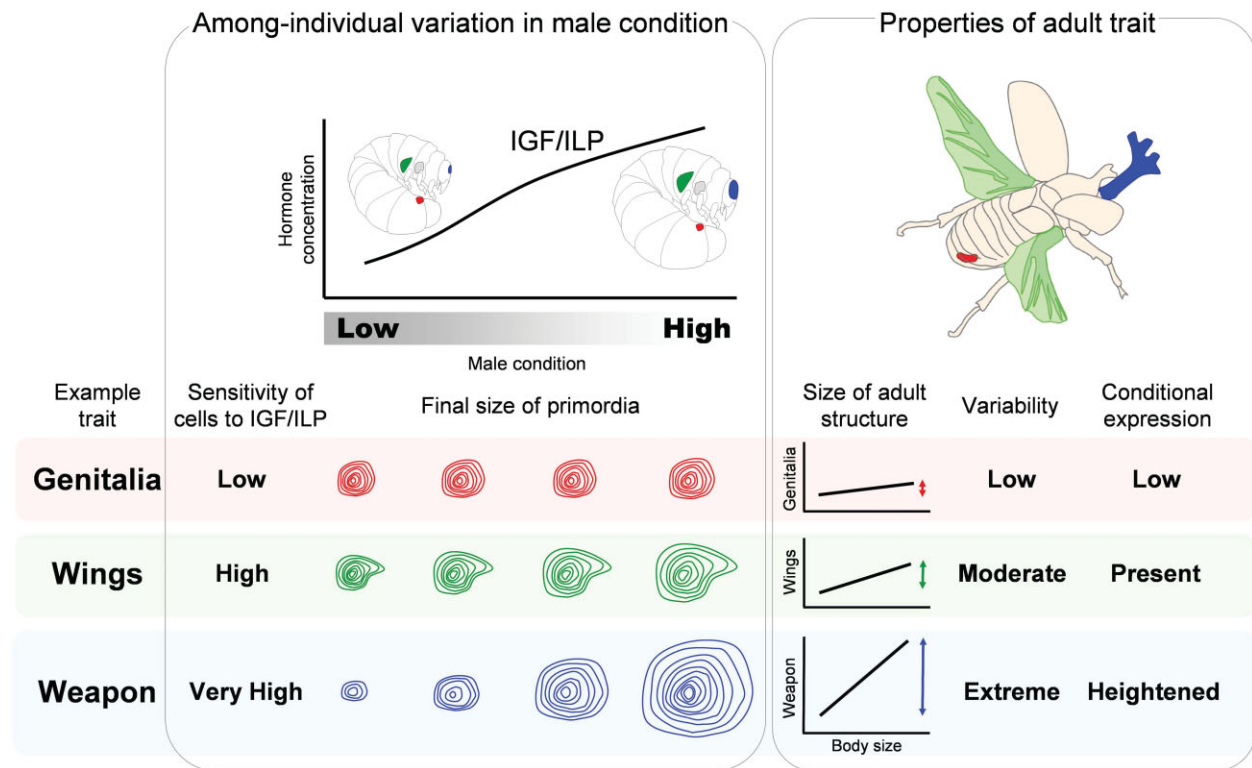 Among-individual variation in male condition
Properties of adult trait
IGF/ILP
Hormone
concentration
Low
High
Male condition
Example
trait
Sensitivity of
cells to IGF/ILP
Final size of primordia
Size of adult
structure
Variability
Conditional
expression
Genitalia
Low
Genitalia
Low
Low
Wings
High
Wings
Moderate
Present
Weapon
Very High
Weapon
Body size
Extreme
Heightened